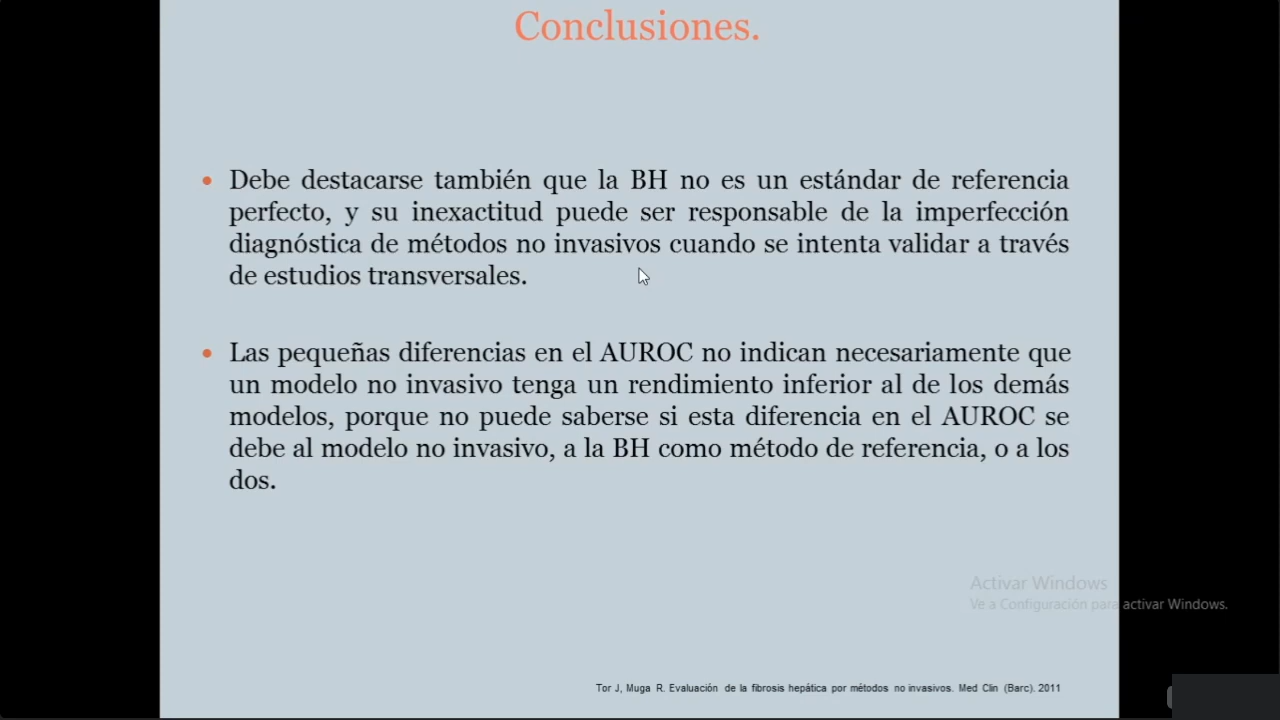 Conclusiones.
• Debe destacarse también que la BH no es un estándar de referencia
perfecto, y su inexactitud puede ser responsable de la imperfección
diagnóstica de métodos no invasivos cuando se intenta validar a través
de estudios transversales.
• Las pequeñas diferencias en el AUROC no indican necesariamente que
un modelo no invasivo tenga un rendimiento inferior al de los demás
modelos, porque no puede saberse si esta diferencia en el AUROC se
debe al modelo no invasivo, a la BH como método de referencia, o a los
dos.
Activar Windows
Ve a Configuración para activar Windows.
Tor J, Muga R. Evaluación de la fibrosis hepática por métodos no invasivos. Med Clin (Barc). 2011